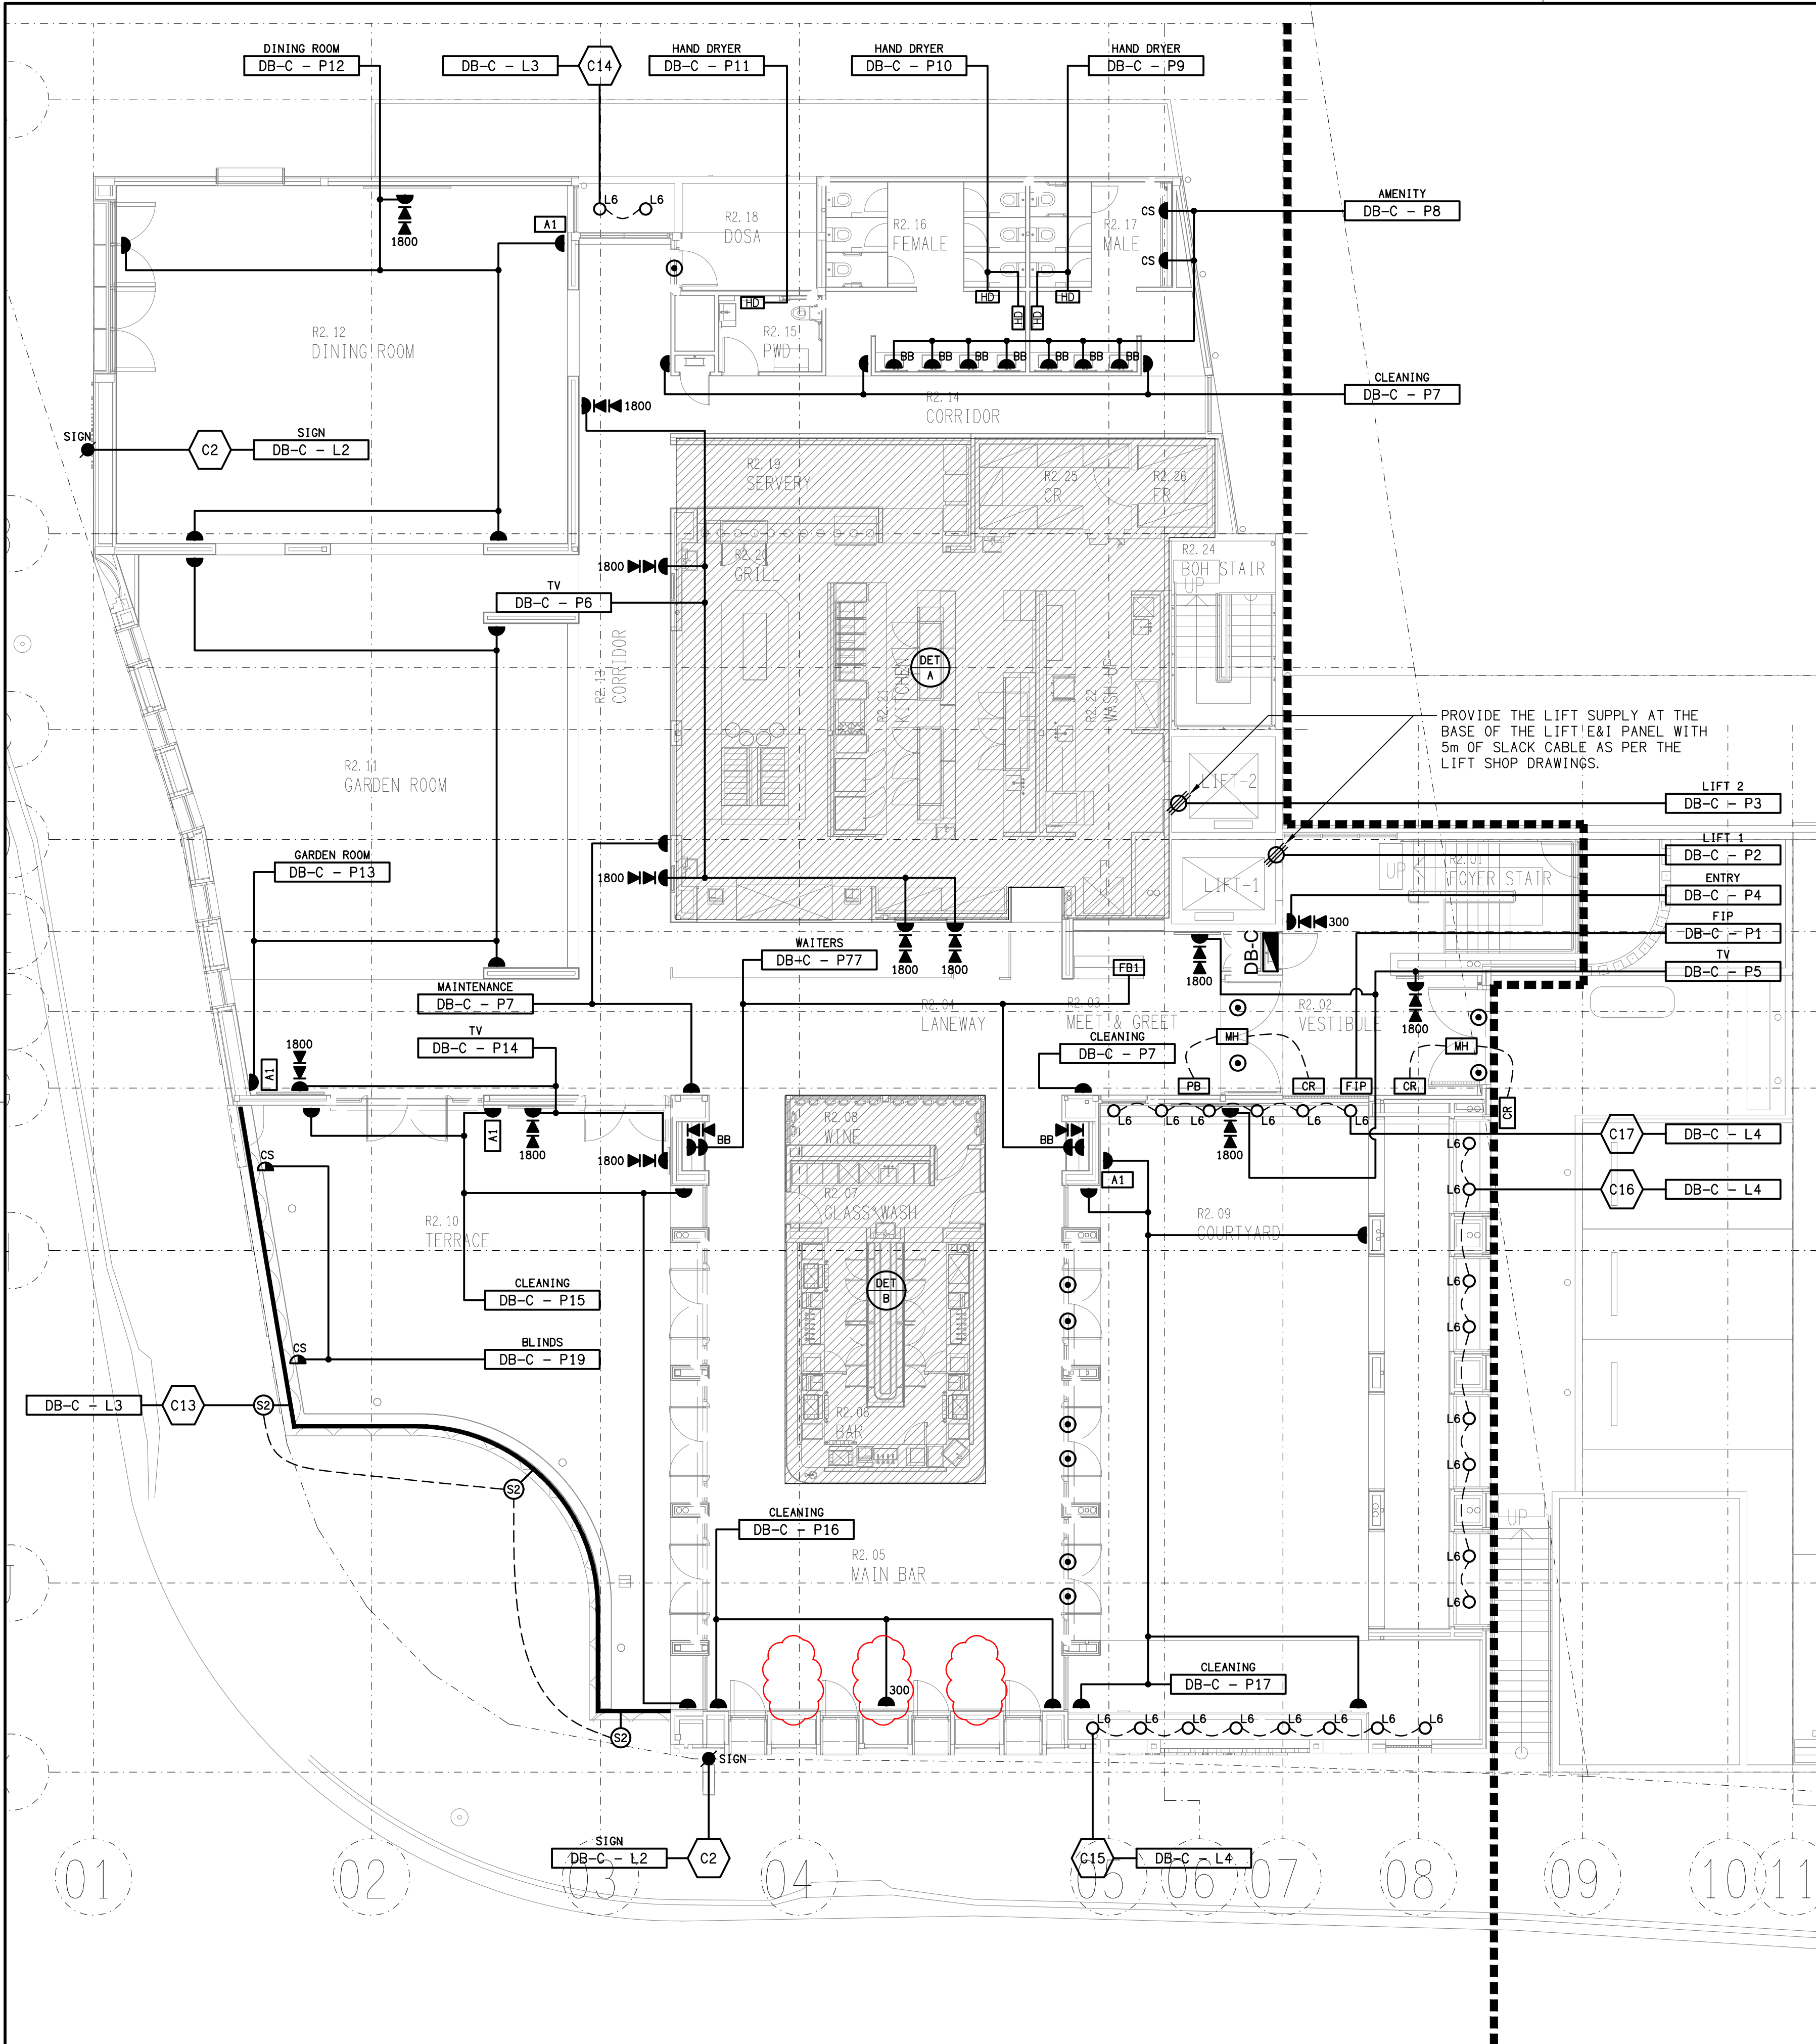 DINING ROOM
DB-C - P12
DB-C - L3
C14
HAND DRYER
DB-C - P11
HAND DRYER
DB-C - P10
HAND DRYER
DB-C - P9
AMENITY
DB-C - P8
L6
L6
A1
1800
R2.18
DOSA
R2.16
FEMALE
R2.17
MALE
CS
CS
HD
HD
HD
HD
HD
R2.15
PWD
R2.12
DINING ROOM
BB
BB
BB
BB
BB
BB
BB
CLEANING
DB-C - P7
1800
R2.14
CORRIDOR
SIGN
C2
SIGN
DB-C - L2
R2.19
SERVERY
R2.25
CR
R2.26
FR
R2.20
GRILL
R2.24
BOH STAIR
UP
1800
TV
DB-C - P6
R2.13
CORRIDOR
DET
A
R2.21
KITCHEN
R2.22
WASH UP
PROVIDE THE LIFT SUPPLY AT THE
BASE OF THE LIFT E&I PANEL WITH
5m OF SLACK CABLE AS PER THE
LIFT SHOP DRAWINGS.
R2.11
GARDEN ROOM
LIFT-2
LIFT 2
DB-C - P3
LIFT 1
DB-C - P2
GARDEN ROOM
DB-C - P13
1800
LIFT-1
UP
R2.01
FOYER STAIR
ENTRY
DB-C - P4
300
FIP
DB-C - P1
WAITERS
DB-C - P77
1800
1800
FB1
1800
DB-C
TV
DB-C - P5
MAINTENANCE
DB-C - P7
R2.04
LANEWAY
R2.03
MEET & GREET
R2.02
VESTIBULE
1800
TV
DB-C - P14
1800
CLEANING
DB-C - P7
MH
MH
A1
PB
CR
FIP
CR
CR
R2.08
WINE
L6
L6
L6
L6
L6
L6
A1
1800
BB
BB
1800
1800
C17
DB-C - L4
L6
CS
A1
R2.07
GLASS WASH
C16
DB-C - L4
L6
R2.10
TERRACE
R2.09
COURTYARD
CLEANING
DB-C - P15
DET
B
L6
L6
BLINDS
DB-C - P19
CS
DB-C - L3
C13
S2
R2.06
BAR
L6
L6
S2
CLEANING
DB-C - P16
UP
R2.05
MAIN BAR
L6
L6
CLEANING
DB-C - P17
300
S2
L6
L6
L6
L6
L6
L6
L6
L6
SIGN
SIGN
DB-C - L2
C2
C15
DB-C - L4
01
02
03
04
05
06
07
08
09
10
11